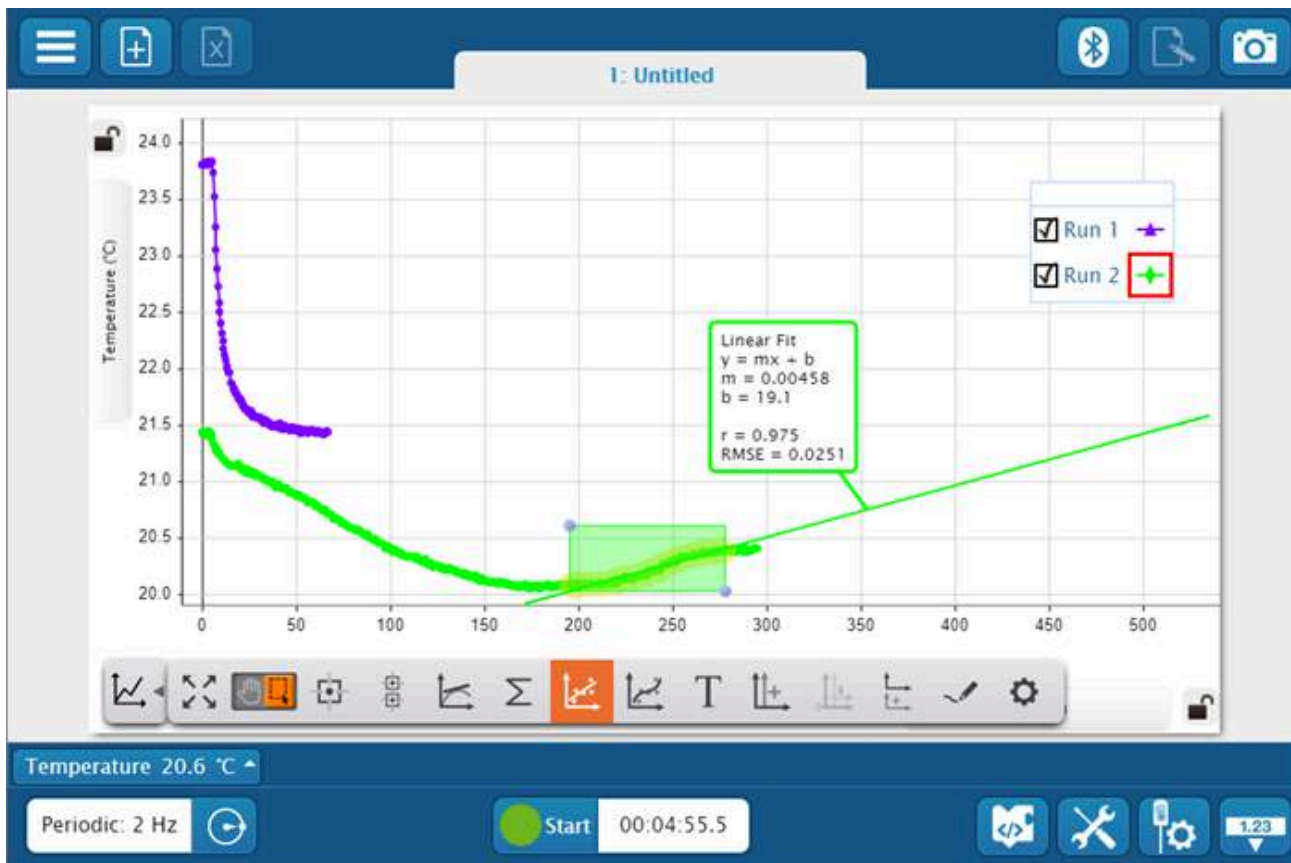 1: Untitled
24.0
23.5
23.0
22.5
22.0
21.5
21.0
20.5
20.0
Temperature (°C)
Run 1
Run 2
Linear Fit
y = mx + b
m = 0.00458
b = 19.1
r = 0.975
RMSE = 0.0251
0 50 100 150 200 250 300 350 400 450 500
Σ
T
Temperature 20.6 °C
Periodic: 2 Hz
Start 00:04:55.5
</>
1.23